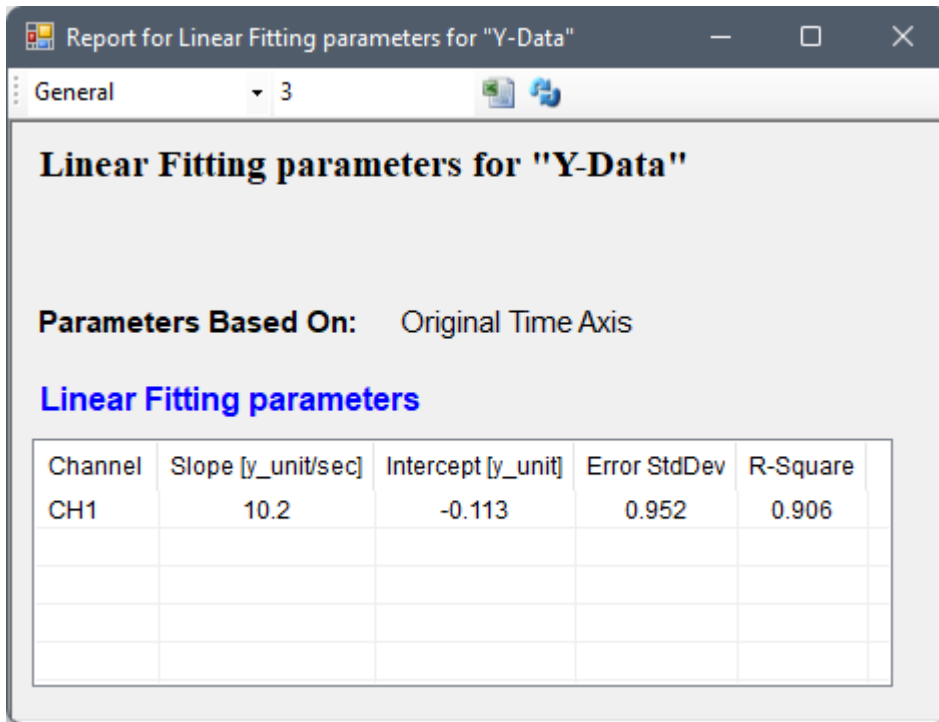 Report for Linear Fitting parameters for "Y-Data"
General 3
Linear Fitting parameters for "Y-Data"
Parameters Based On: Original Time Axis
Linear Fitting parameters
Channel Slope [y_unit/sec] Intercept [y_unit] Error StdDev R-Square
CH1 10.2 -0.113 0.952 0.906